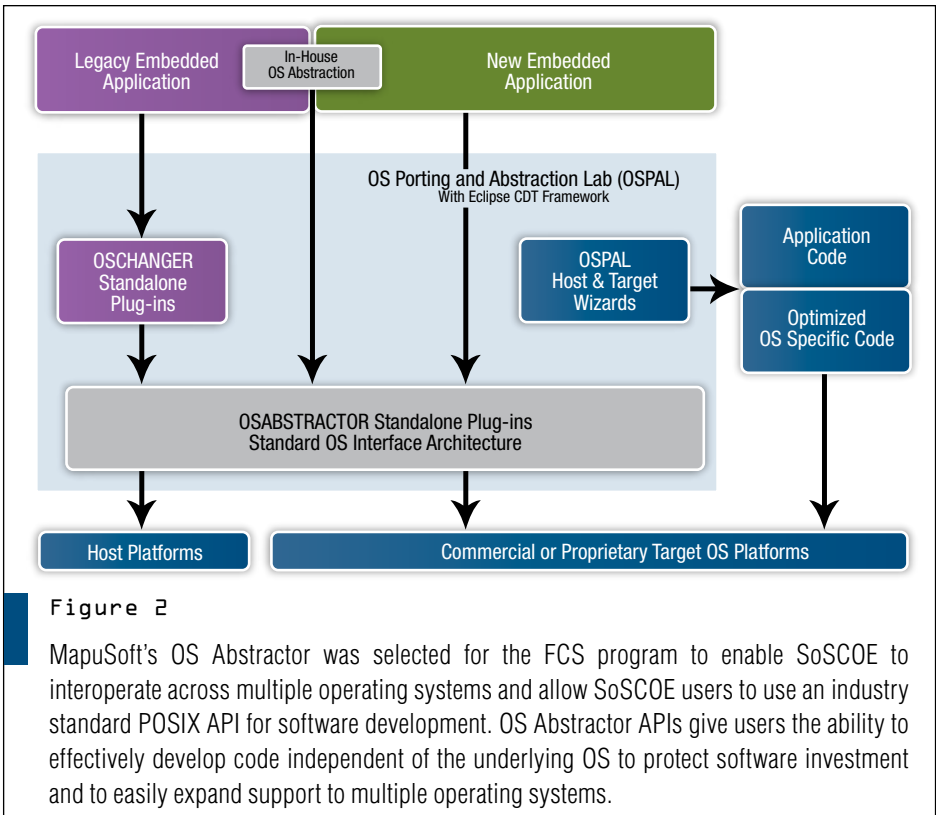 Legacy Embedded
Application
In-House
OS Abstraction
New Embedded
Application
OS Porting and Abstraction Lab (OSPAL)
With Eclipse CDT Framework
OSCHANGER
Standalone
Plug-ins
OSPAL
Host & Target
Wizards
Application
Code
Optimized
OS Specific Code
OSABSTRACTOR Standalone Plug-ins
Standard OS Interface Architecture
Host Platforms
Commercial or Proprietary Target OS Platforms
Figure 2
MapuSoft's OS Abstractor was selected for the FCS program to enable SoSCOE to
interoperate across multiple operating systems and allow SoSCOE users to use an industry
standard POSIX API for software development. OS Abstractor APIs give users the ability to
effectively develop code independent of the underlying OS to protect software investment
and to easily expand support to multiple operating systems.